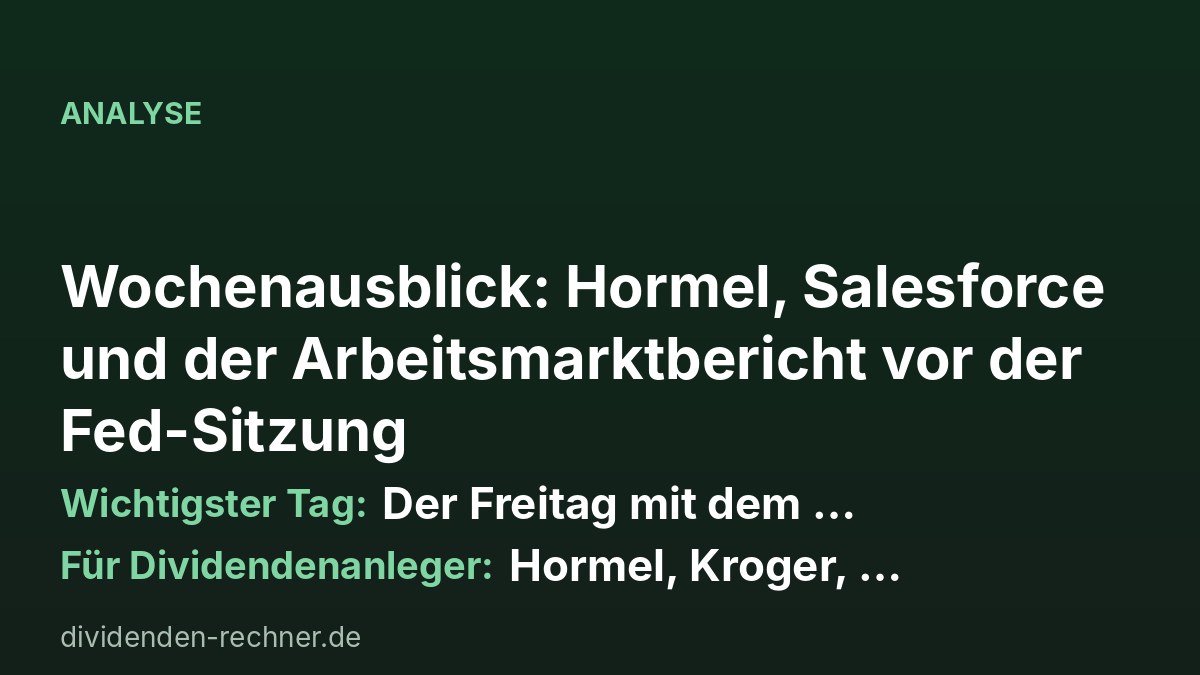 ANALYSE
Wochenausblick: Hormel, Salesforce
und der Arbeitsmarktbericht vor der
Fed-Sitzung
Wichtigster Tag: Der Freitag mit dem …
Für Dividendenanleger: Hormel, Kroger, …
dividenden-rechner.de